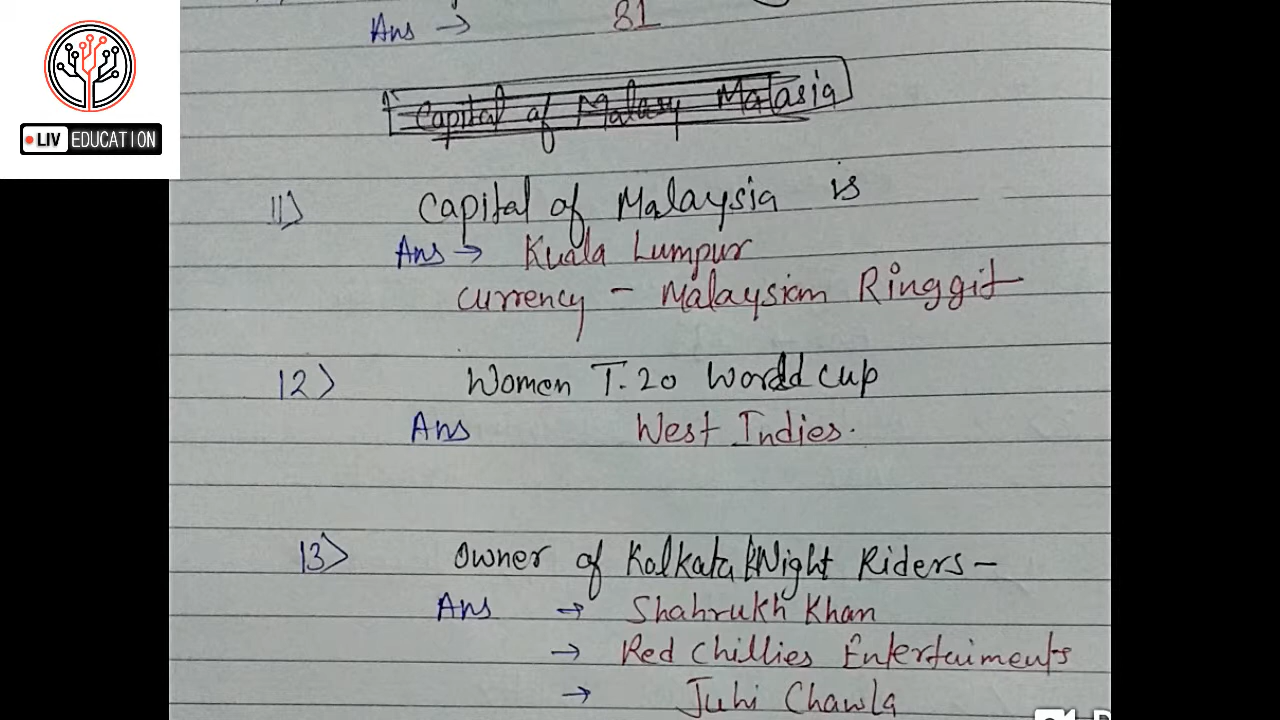 LIV EDUCATION
Ans → 81
Capital of Malasy Malasia
11) Capital of Malaysia is
Ans → Kuala Lumpur
Currency - Malaysian Ringgit
12) Women T.20 World cup
Ans West Indies.
13) Owner of Kolkata KNight Riders -
Ans → Shahrukh Khan
→ Red Chillies Entertaiments
→ Juhi Chawla